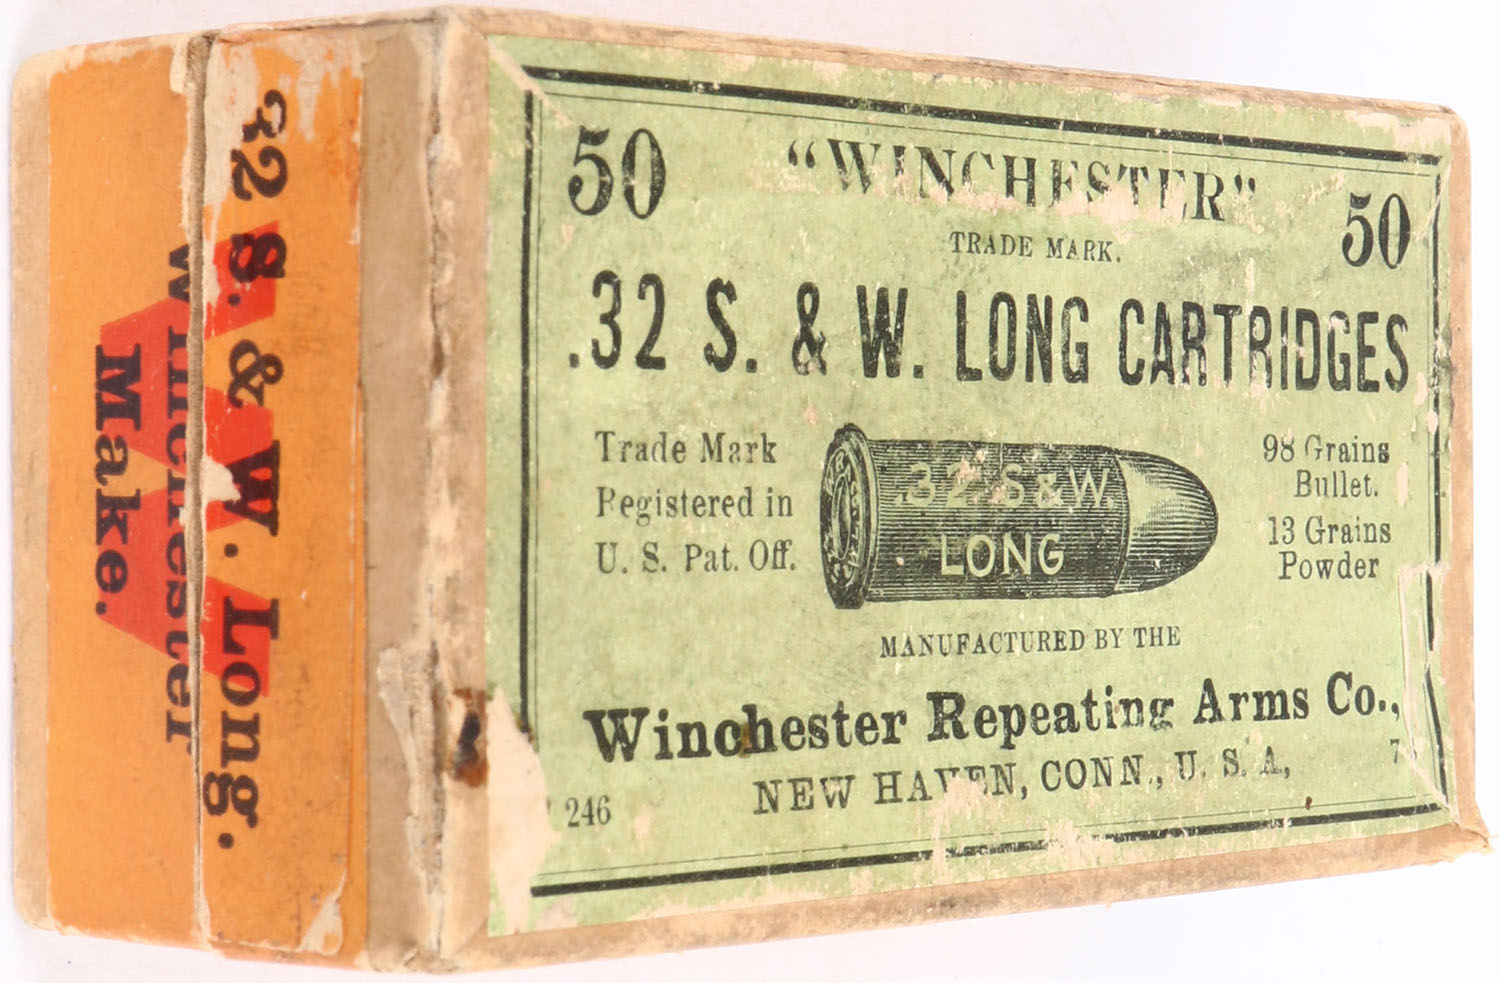 50 "WINCHESTER" 50
TRADE MARK.
.32 S. & W. LONG CARTRIDGES
Trade Mark
Registered in
U. S. Pat. Off.
.32 S & W.
LONG
98 Grains
Bullet.
13 Grains
Powder
MANUFACTURED BY THE
Winchester Repeating Arms Co.,
NEW HAVEN, CONN., U. S. A,
246
32 S. & W. Long.
Winchester
Make.